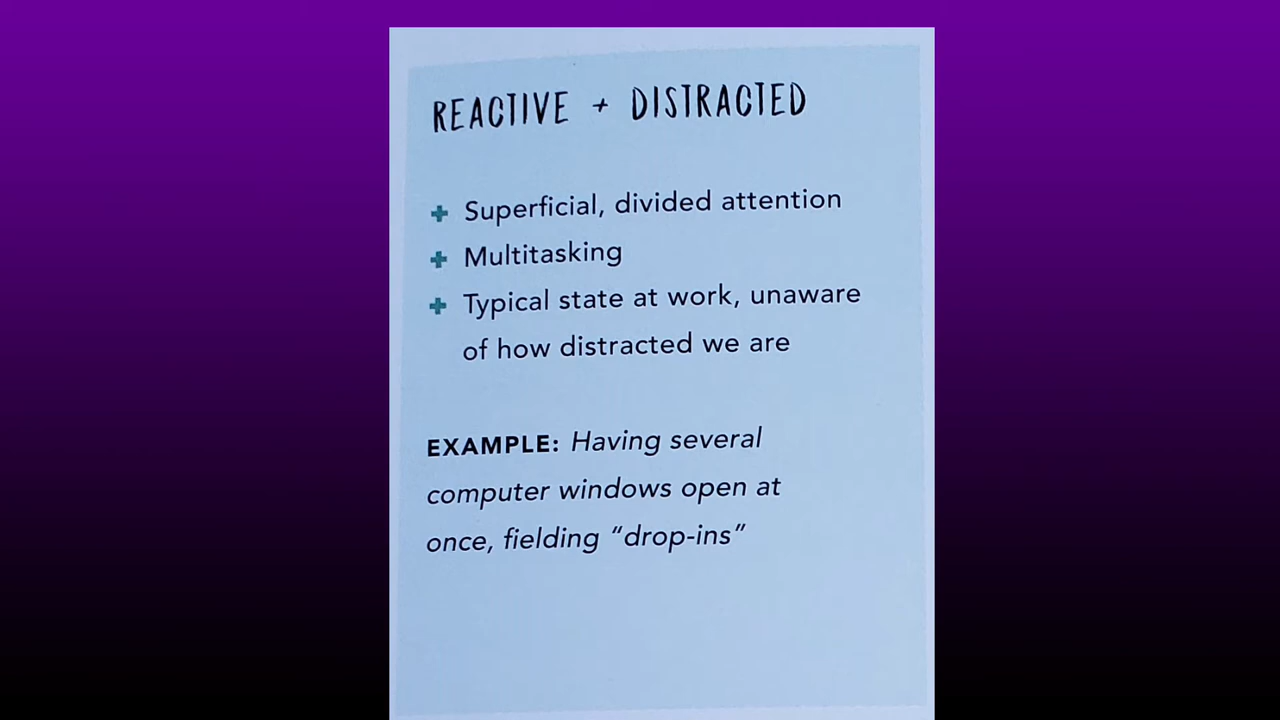 REACTIVE + DISTRACTED
+ Superficial, divided attention
+ Multitasking
+ Typical state at work, unaware
of how distracted we are
EXAMPLE: Having several
computer windows open at
once, fielding “drop-ins”